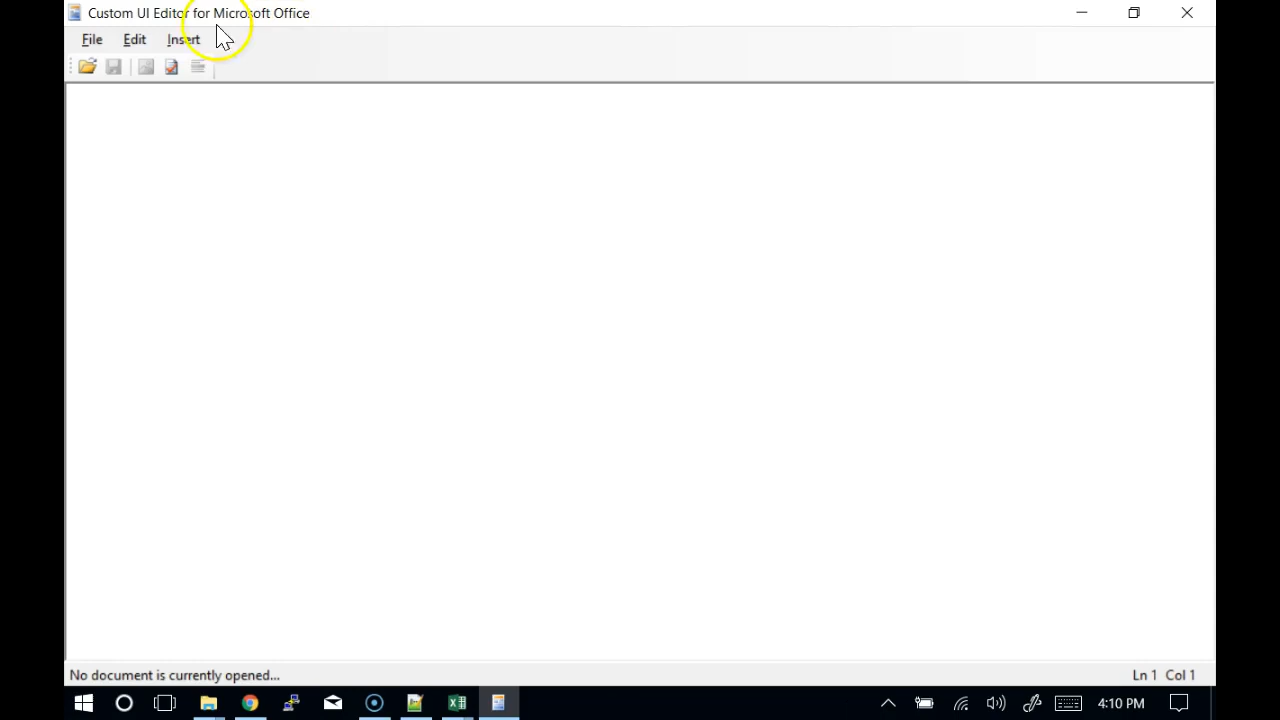 Custom UI Editor for Microsoft Office
File Edit Insert
No document is currently opened... Ln 1 Col 1
4:10 PM